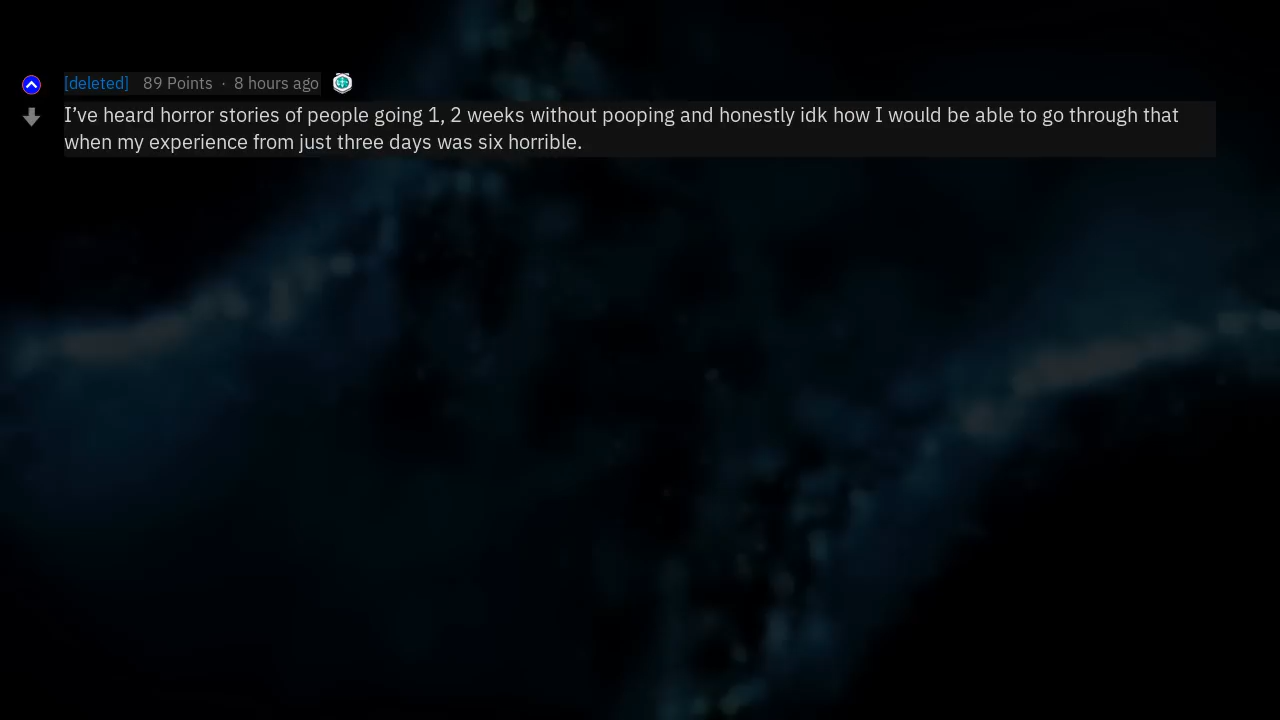 [deleted] 89 Points · 8 hours ago
I've heard horror stories of people going 1, 2 weeks without pooping and honestly idk how I would be able to go through that
when my experience from just three days was six horrible.